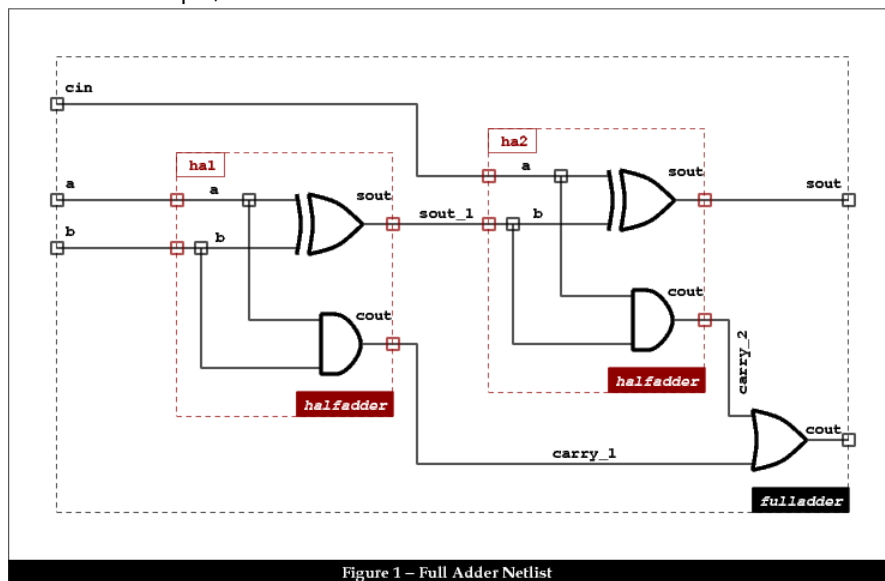 cin
ha1
ha2
a
a
a
sout
sout
sout
b
b
sout_1
b
cout
cout
carry_2
halfadder
halfadder
cout
carry_1
fulladder
Figure 1 – Full Adder Netlist